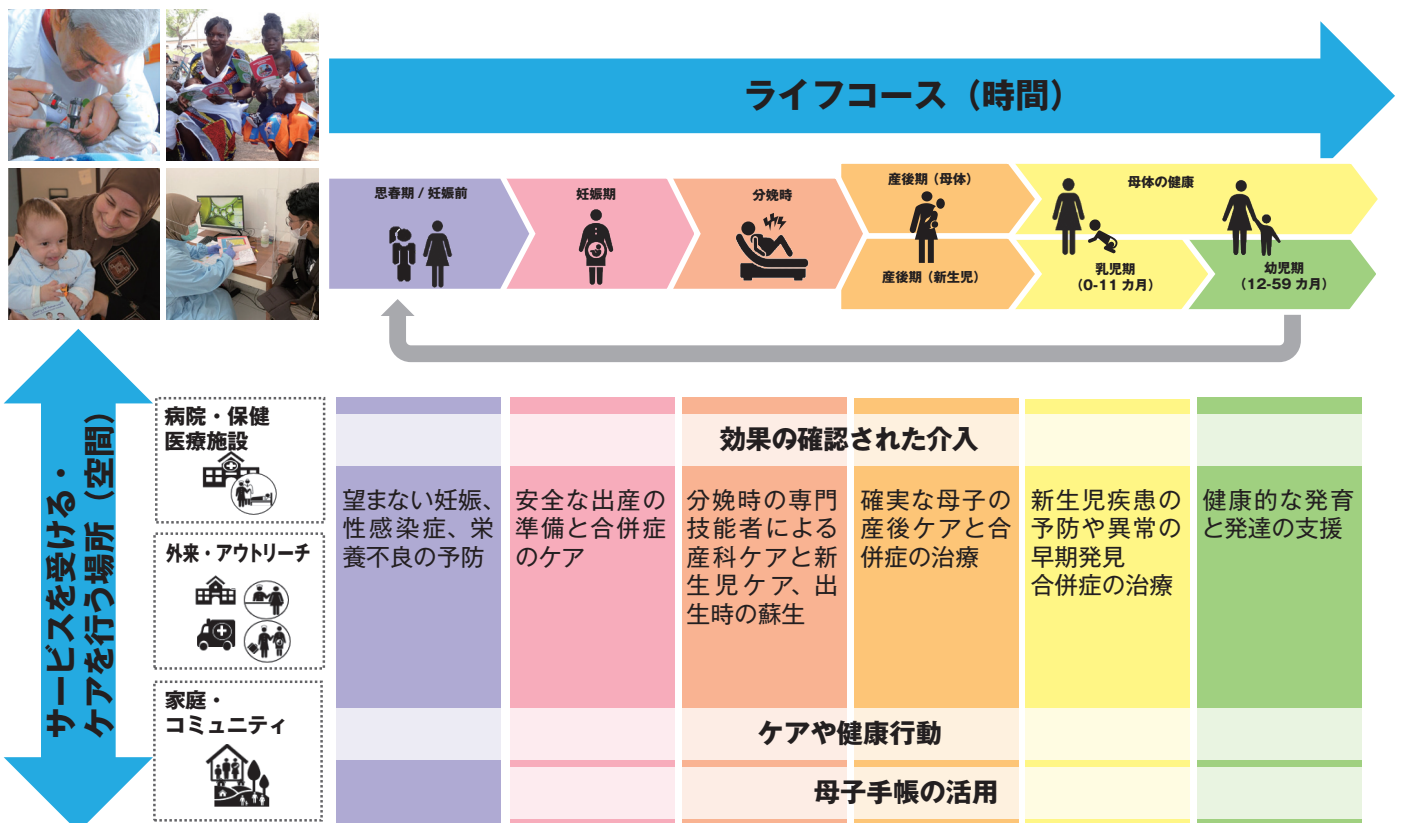 ライフコース（時間）
思春期 / 妊娠前
妊娠期
分娩時
産後期（母体）
産後期（新生児）
母体の健康
乳児期
（0-11 カ月）
幼児期
（12-59 カ月）
サービスを受ける・
ケアを行う場所（空間）
病院・保健
医療施設
外来・アウトリーチ
家庭・
コミュニティ
効果の確認された介入
望まない妊娠、
性感染症、栄
養不良の予防
安全な出産の
準備と合併症
のケア
分娩時の専門
技能者による
産科ケアと新
生児ケア、出
生時の蘇生
確実な母子の
産後ケアと合
併症の治療
新生児疾患の
予防や異常の
早期発見
合併症の治療
健康的な発育
と発達の支援
ケアや健康行動
母子手帳の活用